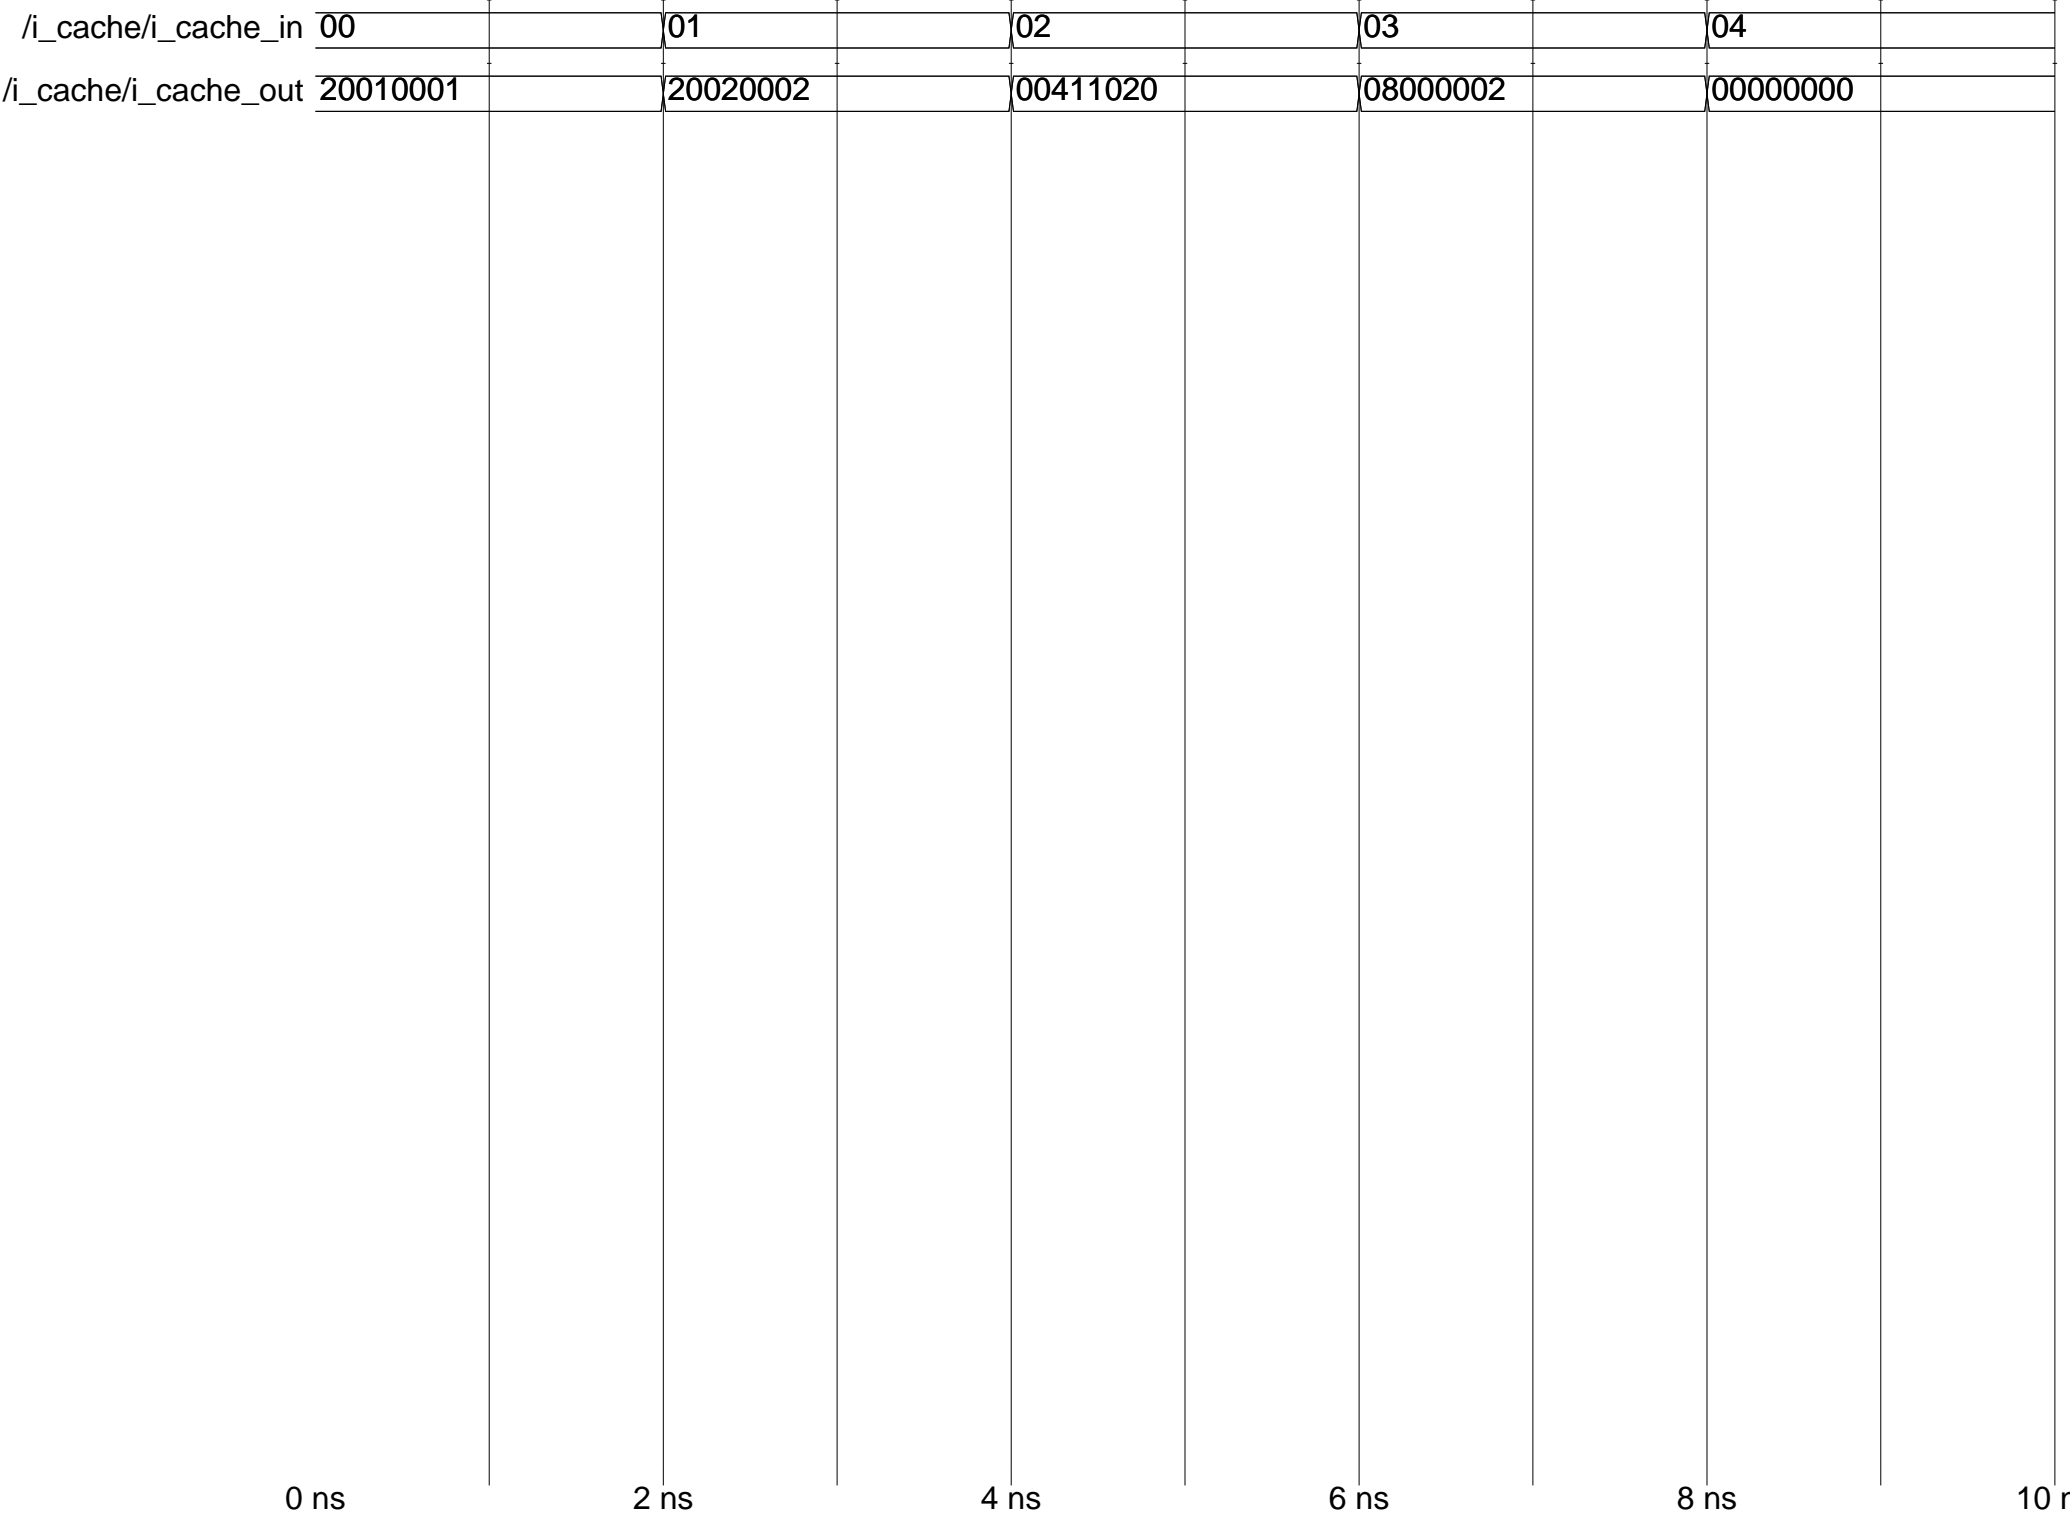 /i_cache/i_cache_in 00 01 02 03 04
/i_cache/i_cache_out 20010001 20020002 00411020 08000002 00000000
0 ns 2 ns 4 ns 6 ns 8 ns 10